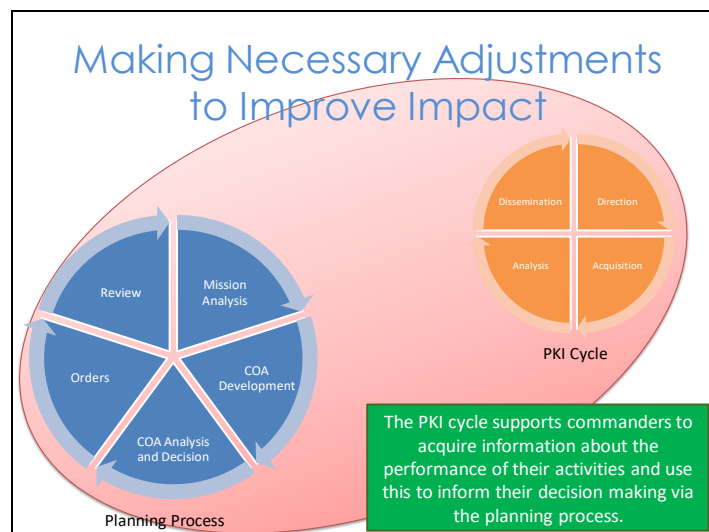 Making Necessary Adjustments
to Improve Impact
Dissemination
Direction
Analysis
Acquisition
PKI Cycle
Review
Mission
Analysis
Orders
COA
Development
COA Analysis
and Decision
Planning Process
The PKI cycle supports commanders to
acquire information about the
performance of their activities and use
this to inform their decision making via
the planning process.